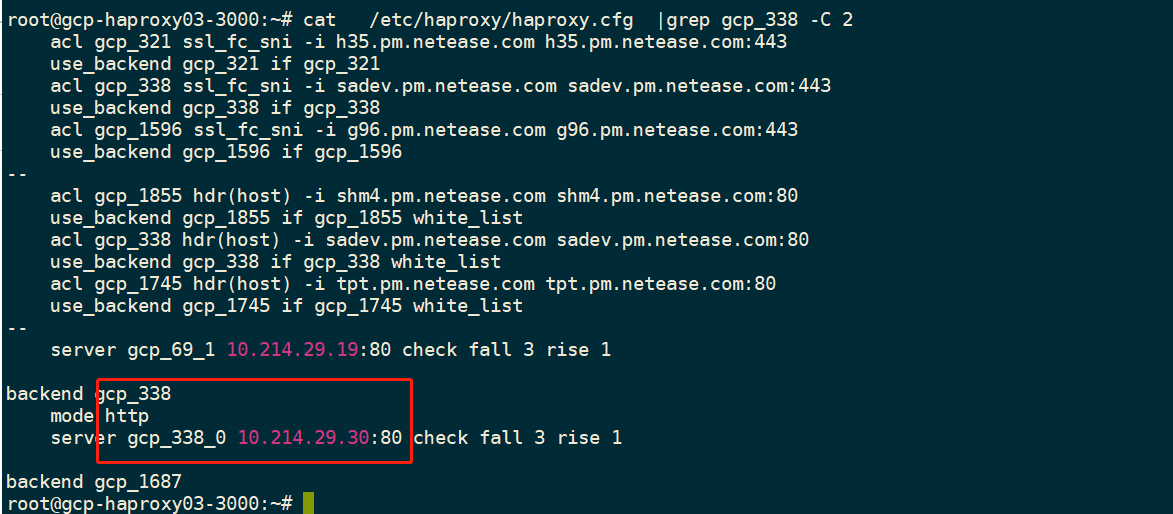 root@gcp-haproxy03-3000:~# cat   /etc/haproxy/haproxy.cfg  |grep gcp_338 -C 2
    acl gcp_321 ssl_fc_sni -i h35.pm.netease.com h35.pm.netease.com:443
    use_backend gcp_321 if gcp_321
    acl gcp_338 ssl_fc_sni -i sadev.pm.netease.com sadev.pm.netease.com:443
    use_backend gcp_338 if gcp_338
    acl gcp_1596 ssl_fc_sni -i g96.pm.netease.com g96.pm.netease.com:443
    use_backend gcp_1596 if gcp_1596
--
    acl gcp_1855 hdr(host) -i shm4.pm.netease.com shm4.pm.netease.com:80
    use_backend gcp_1855 if gcp_1855 white_list
    acl gcp_338 hdr(host) -i sadev.pm.netease.com sadev.pm.netease.com:80
    use_backend gcp_338 if gcp_338 white_list
    acl gcp_1745 hdr(host) -i tpt.pm.netease.com tpt.pm.netease.com:80
    use_backend gcp_1745 if gcp_1745 white_list
--
    server gcp_69_1 10.214.29.19:80 check fall 3 rise 1

backend gcp_338
    mode http
    server gcp_338_0 10.214.29.30:80 check fall 3 rise 1

backend gcp_1687
root@gcp-haproxy03-3000:~#